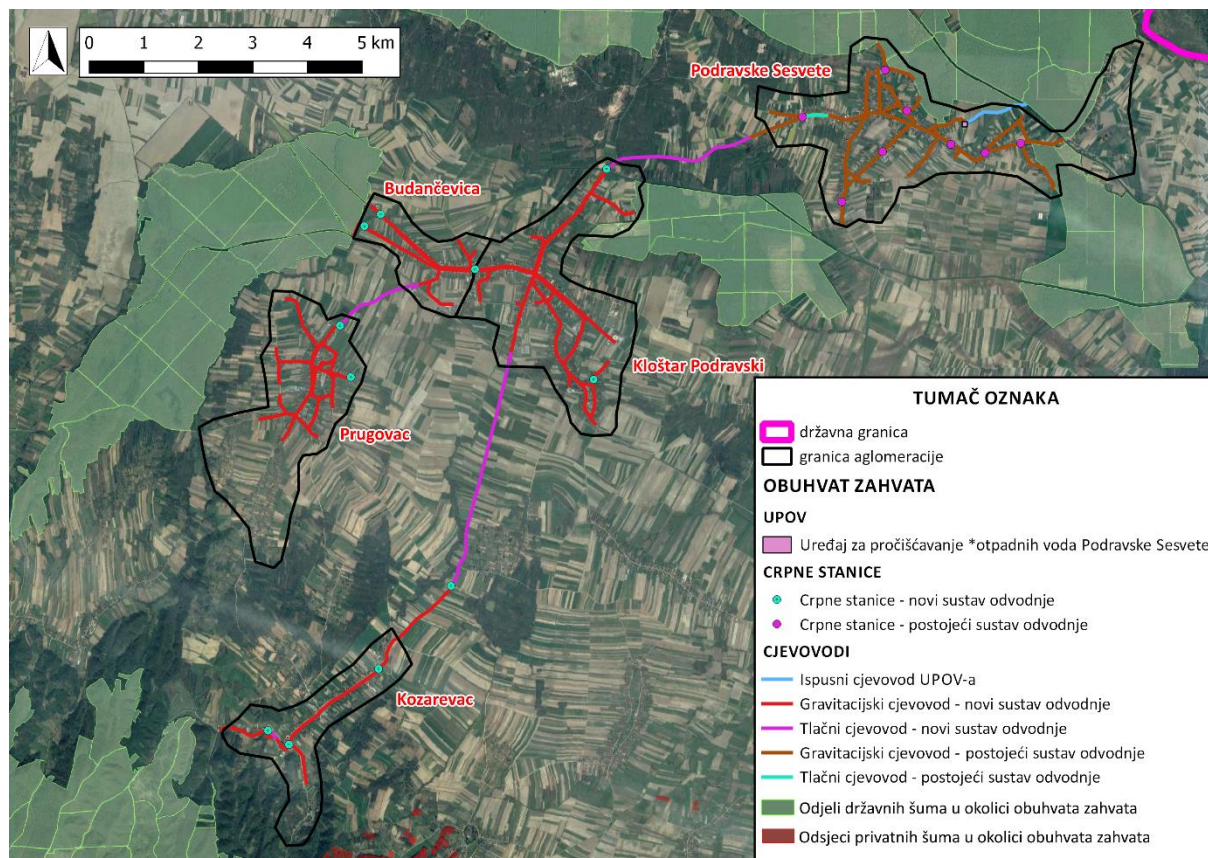 0 1 2 3 4 5 km
Podravske Sesvete
Budančevica
Kloštar Podravski
Prugovac
Kozarevac
TUMAČ OZNAKA
državna granica
granica aglomeracije
OBUHVAT ZAHVATA
UPOV
Uređaj za pročišćavanje *otpadnih voda Podravske Sesvete
CRPNE STANICE
Crpne stanice - novi sustav odvodnje
Crpne stanice - postojeći sustav odvodnje
CJEVOVODI
Ispusni cjevovod UPOV-a
Gravitacijski cjevovod - novi sustav odvodnje
Tlačni cjevovod - novi sustav odvodnje
Gravitacijski cjevovod - postojeći sustav odvodnje
Tlačni cjevovod - postojeći sustav odvodnje
Odjeli državnih šuma u okolici obuhvata zahvata
Odsjeci privatnih šuma u okolici obuhvata zahvata